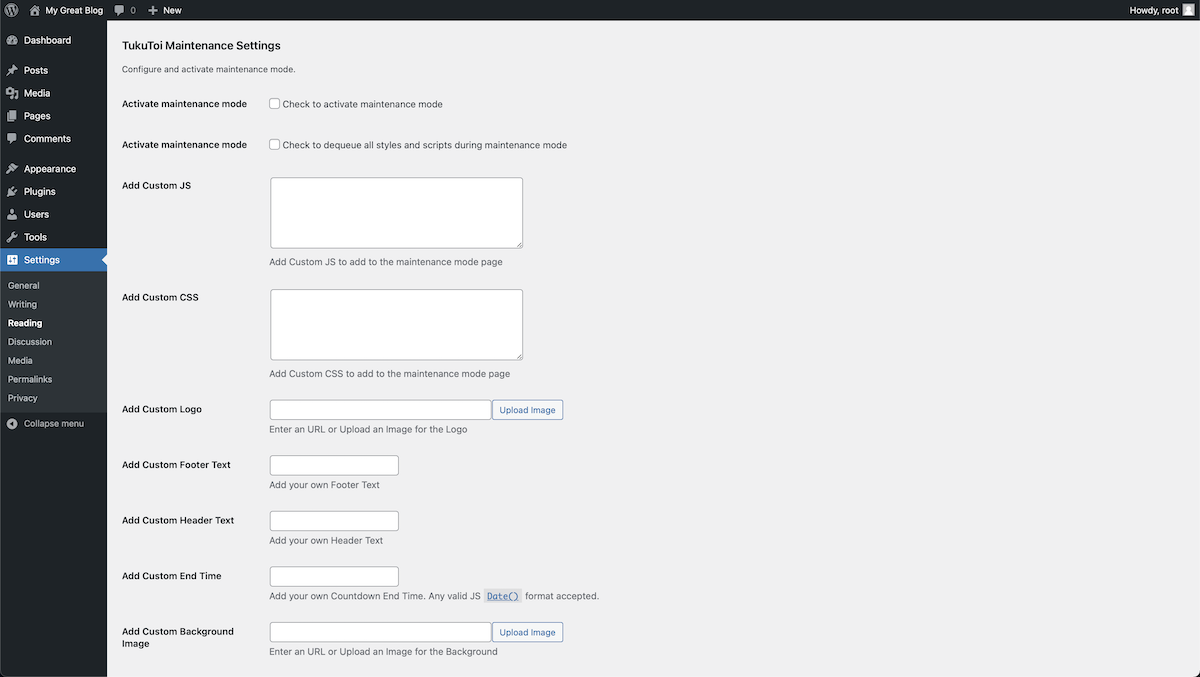 My Great Blog 0 New Howdy, root
Dashboard
Posts
Media
Pages
Comments
Appearance
Plugins
Users
Tools
Settings
General
Writing
Reading
Discussion
Media
Permalinks
Privacy
Collapse menu
TukuToi Maintenance Settings
Configure and activate maintenance mode.
Activate maintenance mode Check to activate maintenance mode
Activate maintenance mode Check to dequeue all styles and scripts during maintenance mode
Add Custom JS
Add Custom JS to add to the maintenance mode page
Add Custom CSS
Add Custom CSS to add to the maintenance mode page
Add Custom Logo Upload Image
Enter an URL or Upload an Image for the Logo
Add Custom Footer Text
Add your own Footer Text
Add Custom Header Text
Add your own Header Text
Add Custom End Time
Add your own Countdown End Time. Any valid JS Date() format accepted.
Add Custom Background
Image
Upload Image
Enter an URL or Upload an Image for the Background